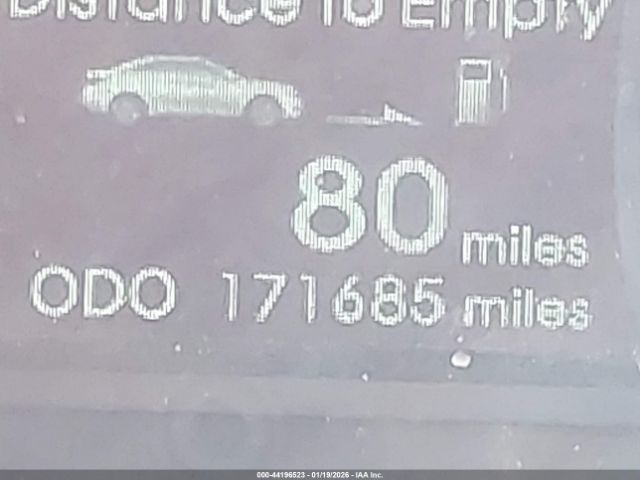 Distance to Empty
80 miles
ODO 171685 miles
000-44196523 - 01/19/2026 - IAA Inc.